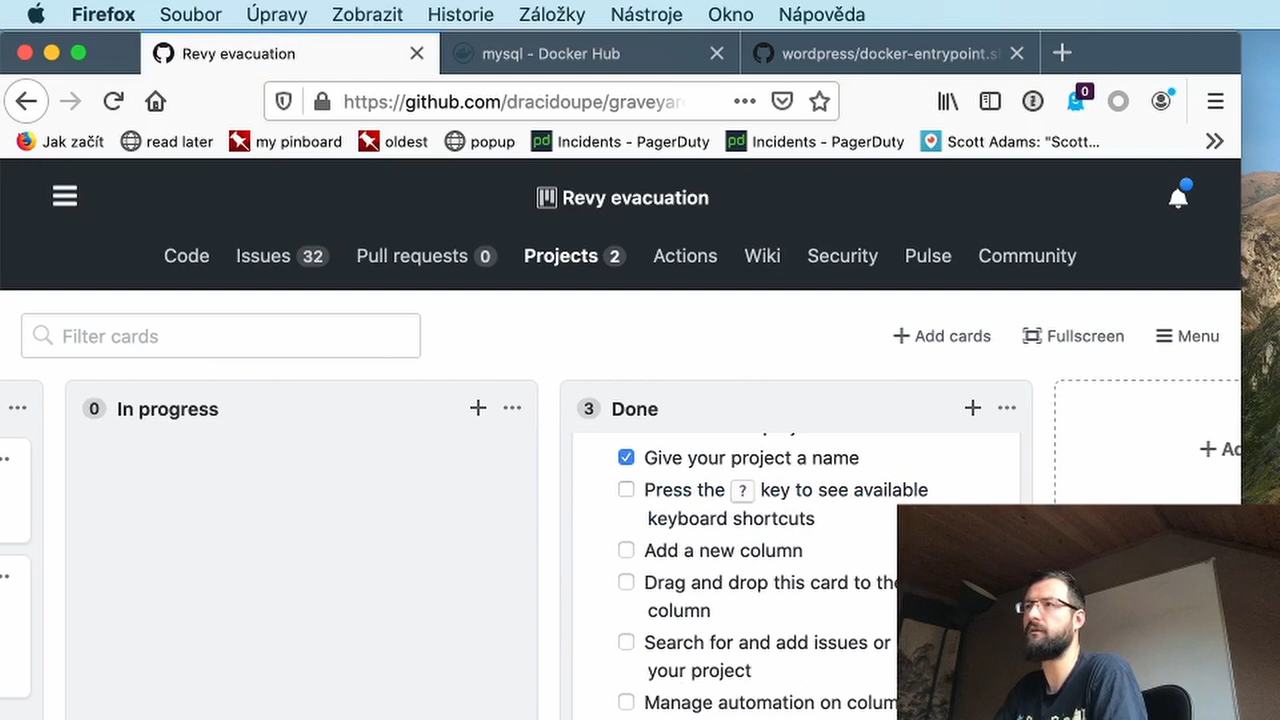 Firefox Soubor Úpravy Zobrazit Historie Záložky Nástroje Okno Nápověda
Revy evacuation mysql - Docker Hub wordpress/docker-entrypoint.s
https://github.com/dracidoupe/graveyar 0
Jak začít read later my pinboard oldest popup pd Incidents - PagerDuty pd Incidents - PagerDuty Scott Adams: "Scott...
Revy evacuation
Code Issues 32 Pull requests 0 Projects 2 Actions Wiki Security Pulse Community
Filter cards
Add cards Fullscreen Menu
0 In progress
3 Done
Give your project a name
Press the ? key to see available
keyboard shortcuts
Add a new column
Drag and drop this card to the
column
Search for and add issues or
your project
Manage automation on colum